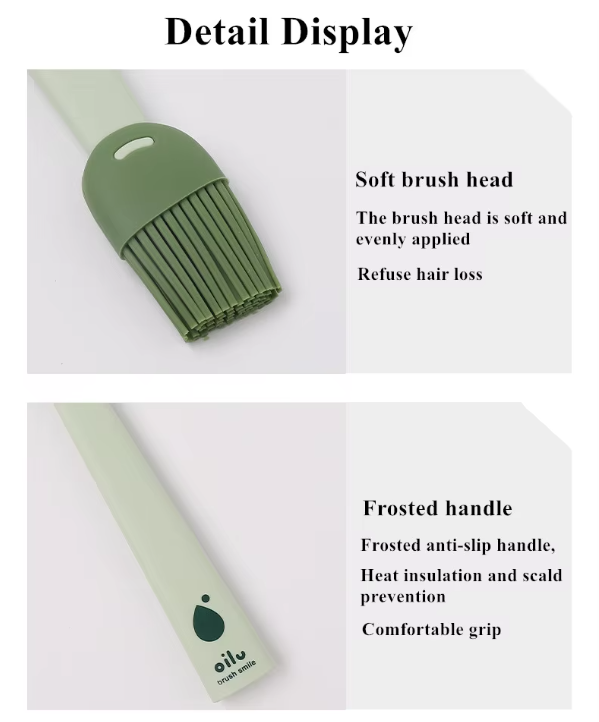 Detail Display
Soft brush head
The brush head is soft and
evenly applied
Refuse hair loss
Frosted handle
Frosted anti-slip handle,
Heat insulation and scald
prevention
Comfortable grip
oilu
brush smile